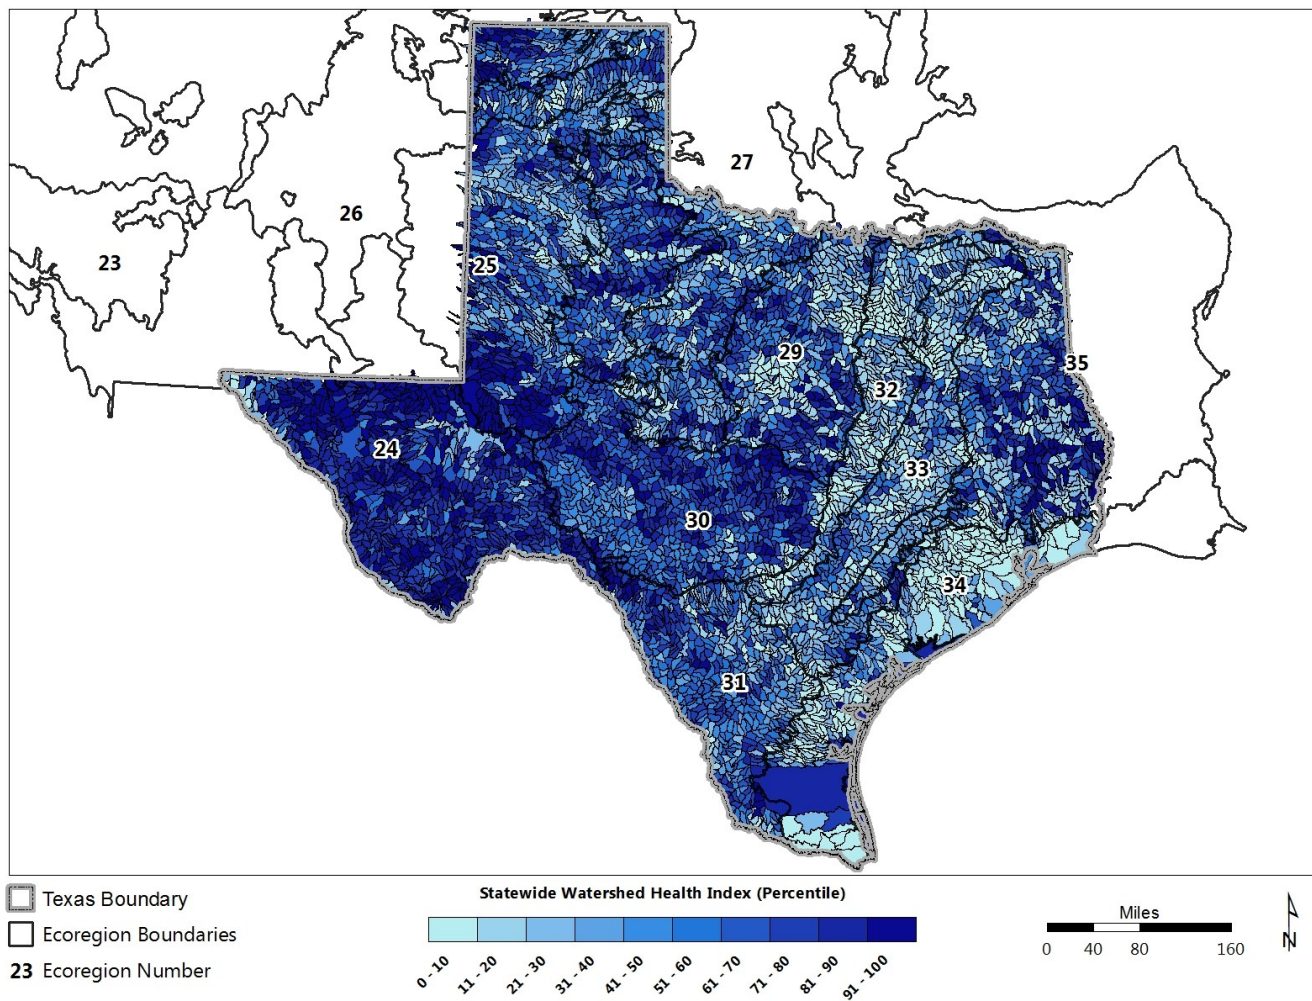 27
26
23
25
35
29
32
24
33
30
34
31
Texas Boundary
Ecoregion Boundaries
23 Ecoregion Number
Statewide Watershed Health Index (Percentile)
0 - 10 11 - 20 21 - 30 31 - 40 41 - 50 51 - 60 61 - 70 71 - 80 81 - 90 91 - 100
Miles
0 40 80 160
N